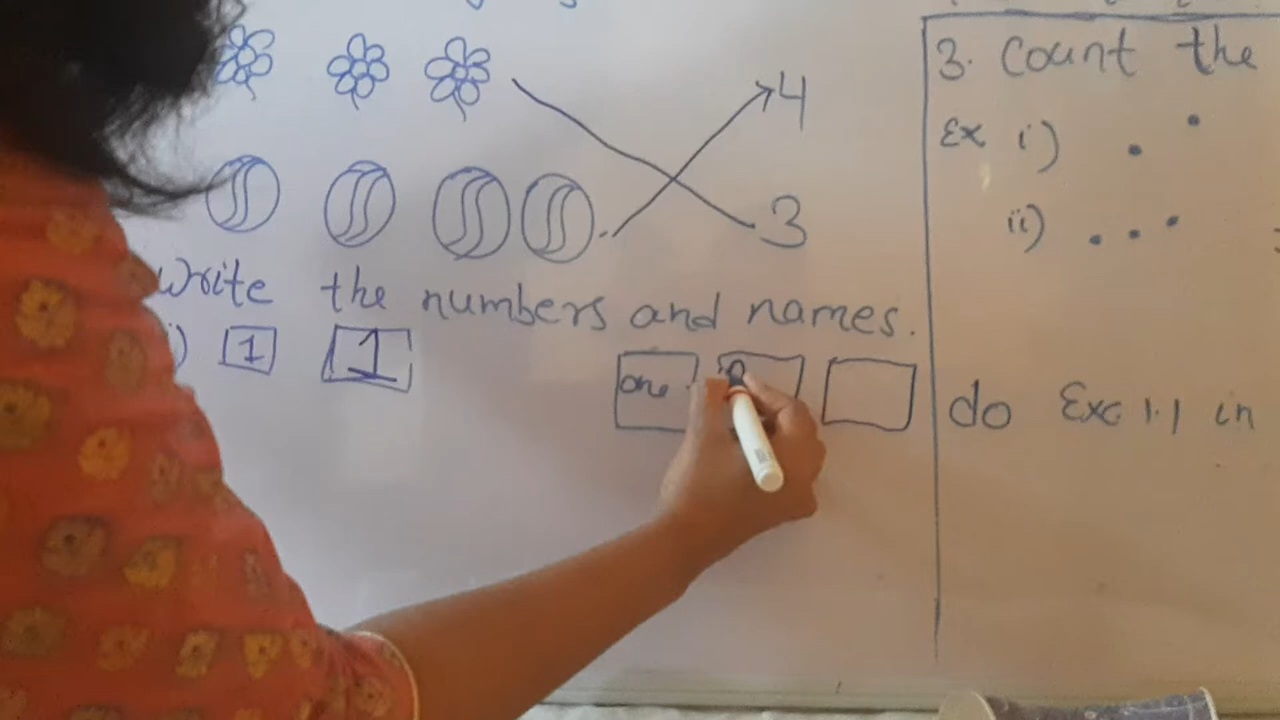 4
3
write the numbers and names.
i) 1 1 one
3. Count the
Ex i)
ii)
do Exc 1.1 in